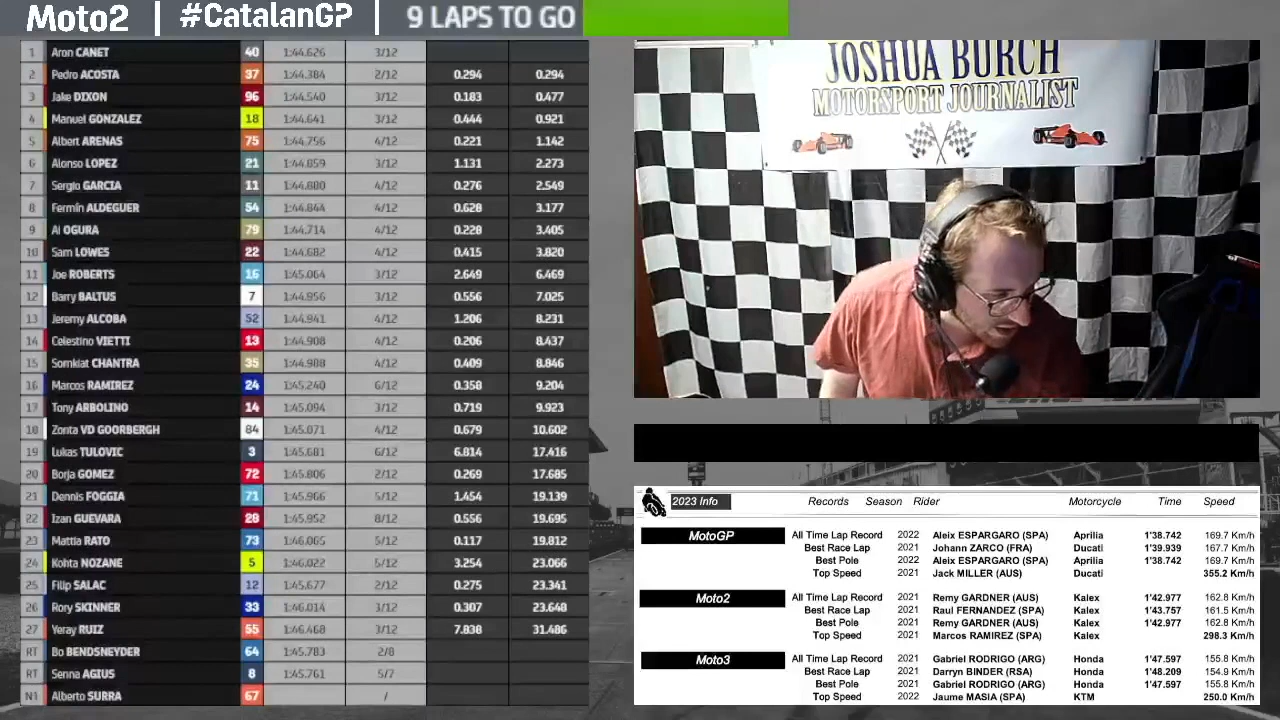 Moto2 | #CatalanGP | 9 LAPS TO GO
1 Aron CANET 40 1:44.626 3/12
2 Pedro ACOSTA 37 1:44.384 2/12 0.294 0.294
3 Jake DIXON 96 1:44.540 3/12 0.183 0.477
4 Manuel GONZALEZ 18 1:44.641 3/12 0.444 0.921
5 Albert ARENAS 75 1:44.756 4/12 0.221 1.142
6 Alonso LOPEZ 21 1:44.859 3/12 1.131 2.273
7 Sergio GARCIA 11 1:44.680 4/12 0.276 2.549
8 Fermín ALDEGUER 54 1:44.844 4/12 0.628 3.177
9 Ai OGURA 79 1:44.714 4/12 0.228 3.405
10 Sam LOWES 22 1:44.682 4/12 0.415 3.820
11 Joe ROBERTS 16 1:45.064 3/12 2.649 6.469
12 Barry BALTUS 7 1:44.956 3/12 0.556 7.025
13 Jeremy ALCOBA 52 1:44.941 4/12 1.206 8.231
14 Celestino VIETTI 13 1:44.908 4/12 0.206 8.437
15 Somkiat CHANTRA 35 1:44.988 4/12 0.409 8.846
16 Marcos RAMIREZ 24 1:45.240 6/12 0.358 9.204
17 Tony ARBOLINO 14 1:45.094 3/12 0.719 9.923
18 Zonta VD GOORBERGH 84 1:45.071 4/12 0.679 10.602
19 Lukas TULOVIC 3 1:45.681 6/12 6.814 17.416
20 Borja GOMEZ 72 1:45.806 2/12 0.269 17.685
21 Dennis FOGGIA 71 1:45.966 2/12 1.454 19.139
22 Izan GUEVARA 28 1:45.952 4/12 0.556 19.695
23 Mattia RATO 73 1:46.065 5/12 0.117 19.812
24 Kohta NOZANE 5 5/12 3.254 23.066
25 Filip SALAC 12 0.275 23.341
26 Rory SKINNER 33 1:46.010 3/12 0.307 23.648
27 Yeray RUIZ 55 7.838 31.486
RT Bo BENDSNEYDER 64 1:45.781 2/8
RT Senna 8 1:45.761 5/7
N1 Alberto SURRA 67 /
JOSHUA BURCH
MOTORSPORT JOURNALIST
2023 Info Records Season Rider Motorcycle Time Speed
MotoGP All Time Lap Record 2022 Aleix ESPARGARO (SPA) Aprilia 1'38.742 169.7 Km/h
Best Race Lap 2021 Johann ZARCO (FRA) Ducati 1'39.939 167.7 Km/h
Best Pole 2022 Aleix ESPARGARO (SPA) Aprilia 1'38.742 169.7 Km/h
Top Speed 2021 Jack MILLER (AUS) Ducati 355.2 Km/h
Moto2 All Time Lap Record 2021 Remy GARDNER (AUS) Kalex 1'42.977 162.8 Km/h
Best Race Lap 2021 Raul FERNANDEZ (SPA) Kalex 1'43.757 161.5 Km/h
Best Pole 2021 Remy GARDNER (AUS) Kalex 1'42.977 162.8 Km/h
Top Speed 2021 Marcos RAMIREZ (SPA) Kalex 298.3 Km/h
Moto3 All Time Lap Record 2021 Gabriel RODRIGO (ARG) Honda 1'47.597 155.8 Km/h
Best Race Lap 2021 Darryn BINDER (RSA) Honda 1'48.209 154.9 Km/h
Best Pole 2021 Gabriel RODRIGO (ARG) Honda 1'47.597 155.8 Km/h
Top Speed 2022 Jaume MASIA (SPA) KTM 250.0 Km/h